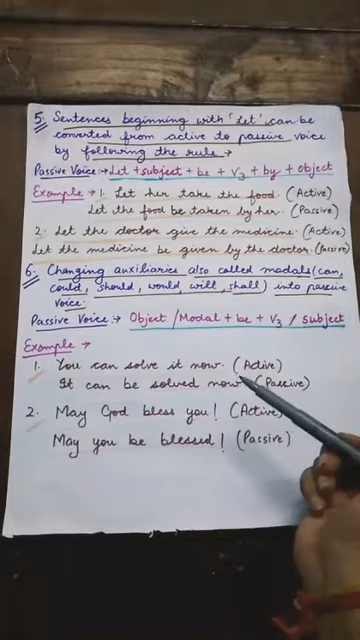 5. Sentences beginning with 'Let' can be
converted from active to passive voice
by following the rule →
Passive Voice :- Let + subject + be + V3 + by + Object
Example → 1. Let her take the food. (Active)
Let the food be taken by her. (Passive)
2. Let the doctor give the medicine. (Active)
Let the medicine be given by the doctor. (Passive)
6. Changing auxiliaries also called modals (can,
could, should, would, will, shall) into passive
voice:
Passive Voice:- Object / Modal + be + V3 / subject
Example →
1. You can solve it now. (Active)
It can be solved now. (Passive)
2. May God bless you! (Active)
May you be blessed! (Passive)